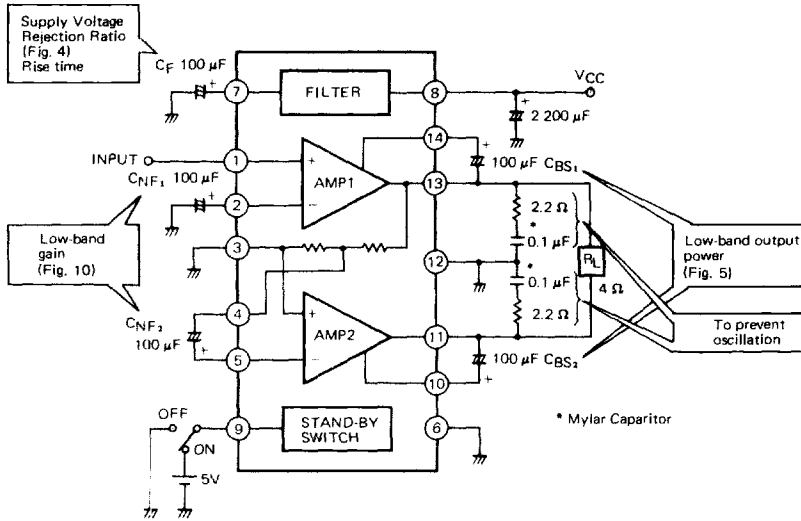 Supply Voltage
Rejection Ratio
(Fig. 4)
Rise time
CF 100 μF
+
7
FILTER
8
VCC
+
2 200 μF
14
+
100 μF CBS1
INPUT
1
+
AMP1
13
CNF1 100 μF
+
2
−
2.2 Ω
*
0.1 μF
Low-band
gain
(Fig. 10)
3
12
Low-band output
power
(Fig. 5)
RL
4 Ω
*
0.1 μF
2.2 Ω
4
CNF2
100 μF
+
5
+
−
AMP2
11
To prevent
oscillation
100 μF CBS2
+
10
OFF
ON
9
STAND-BY
SWITCH
6
5V
* Mylar Caparitor